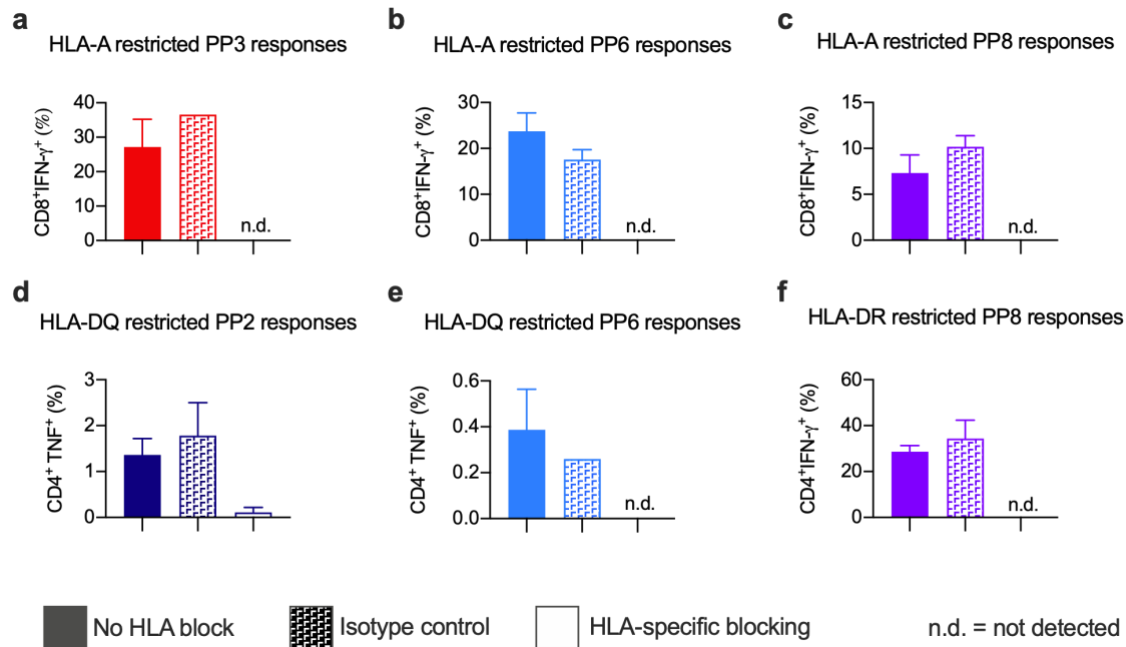 a
HLA-A restricted PP3 responses
CD8⁺IFN-γ⁺ (%)
40
30
20
10
0
n.d.
b
HLA-A restricted PP6 responses
CD8⁺IFN-γ⁺ (%)
30
20
10
0
n.d.
c
HLA-A restricted PP8 responses
CD8⁺IFN-γ⁺ (%)
15
10
5
0
n.d.
d
HLA-DQ restricted PP2 responses
CD4⁺ TNF⁺ (%)
3
2
1
0
e
HLA-DQ restricted PP6 responses
CD4⁺ TNF⁺ (%)
0.6
0.4
0.2
0.0
n.d.
f
HLA-DR restricted PP8 responses
CD4⁺IFN-γ⁺ (%)
60
40
20
0
n.d.
No HLA block
Isotype control
HLA-specific blocking
n.d. = not detected